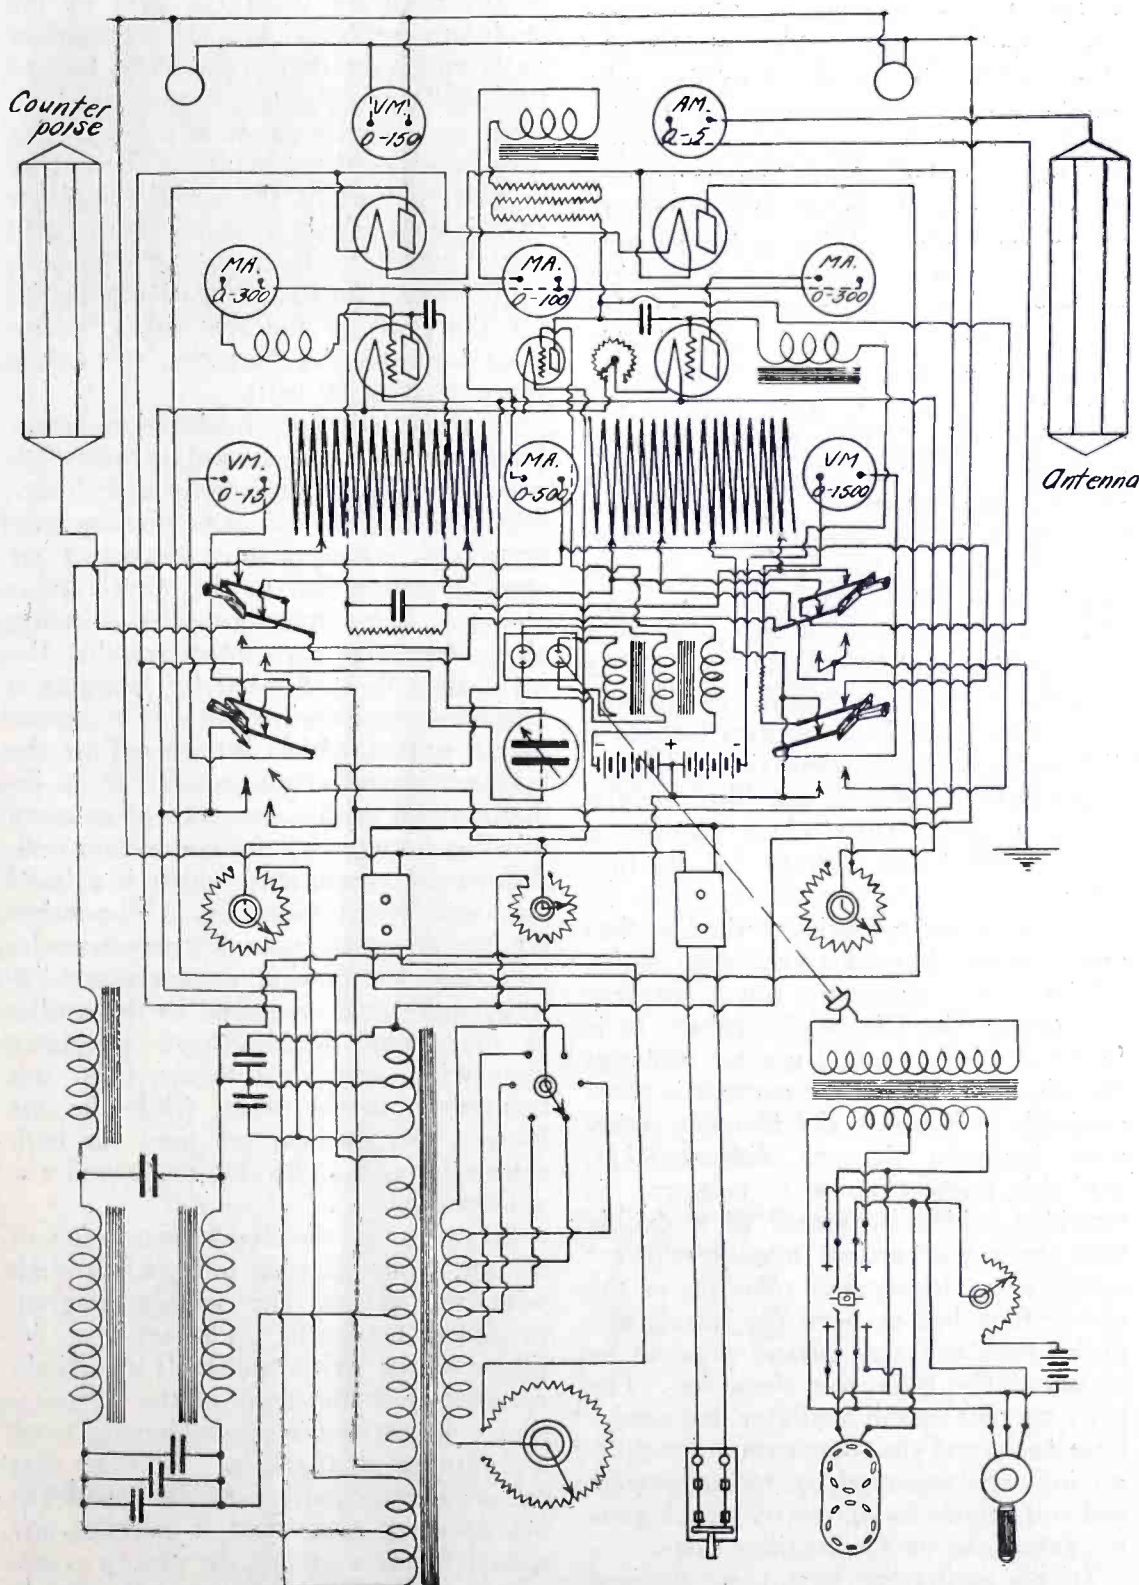 Counter
poise
VM.
0-150
AM.
0-5
MA.
0-300
MA.
0-100
MA.
0-300
VM.
0-15
MA.
0-500
VM
0-1500
Antenna
- + -